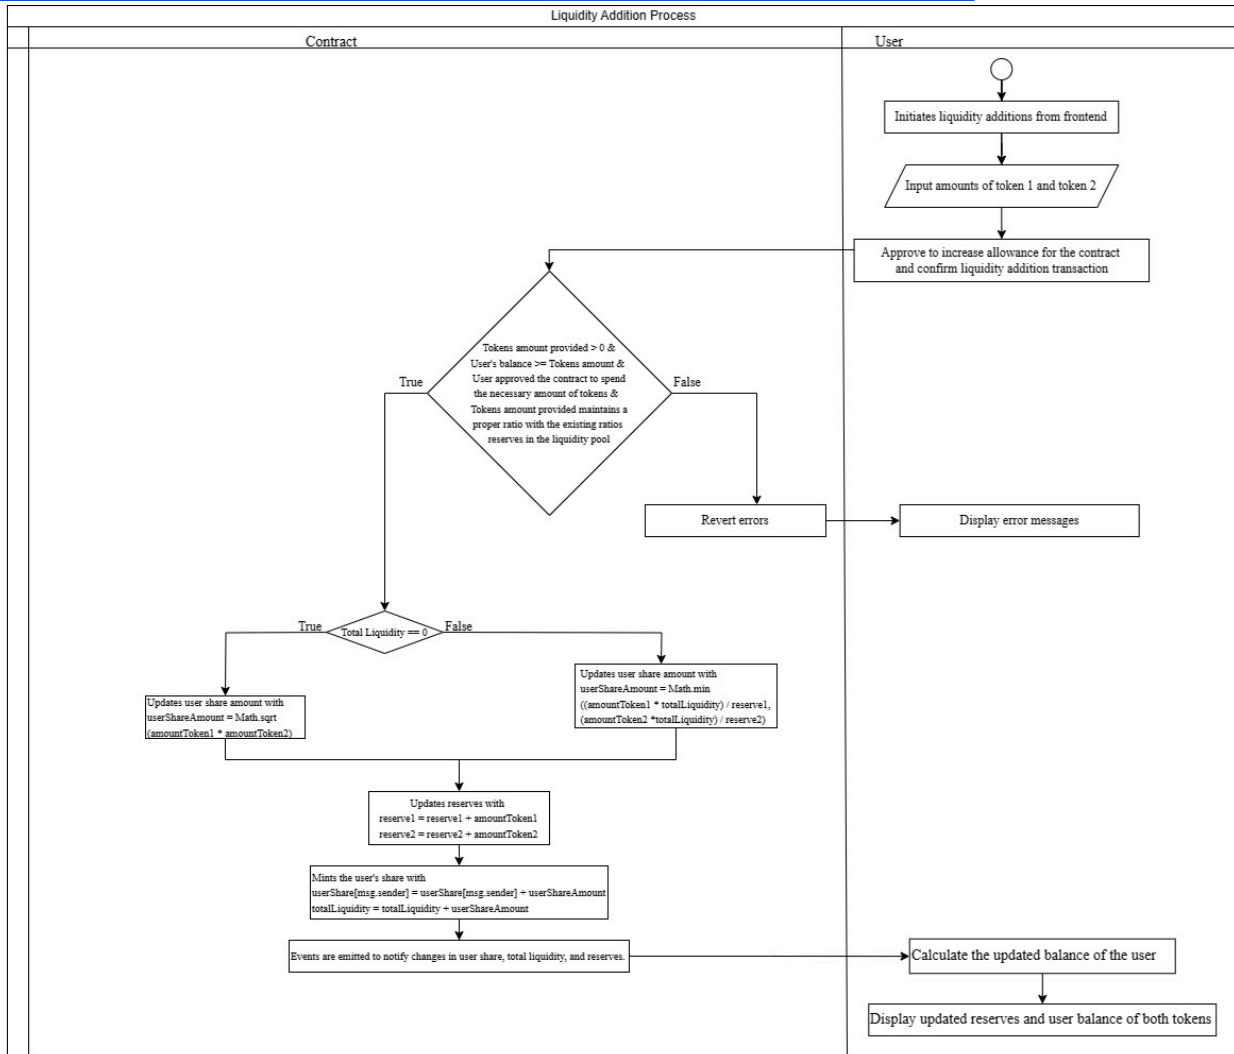 Liquidity Addition Process
Contract
User
Initiates liquidity additions from frontend
Input amounts of token 1 and token 2
Approve to increase allowance for the contract
and confirm liquidity addition transaction
Tokens amount provided > 0 &
User's balance >= Tokens amount &
User approved the contract to spend
the necessary amount of tokens &
Tokens amount provided maintains a
proper ratio with the existing ratios
reserves in the liquidity pool
True
False
Revert errors
Display error messages
Total Liquidity == 0
True
False
Updates user share amount with
userShareAmount = Math.sqrt
(amountToken1 * amountToken2)
Updates user share amount with
userShareAmount = Math.min
((amountToken1 * totalLiquidity) / reserve1,
(amountToken2 *totalLiquidity) / reserve2)
Updates reserves with
reserve1 = reserve1 + amountToken1
reserve2 = reserve2 + amountToken2
Mints the user's share with
userShare[msg.sender] = userShare[msg.sender] + userShareAmount
totalLiquidity = totalLiquidity + userShareAmount
Events are emitted to notify changes in user share, total liquidity, and reserves.
Calculate the updated balance of the user
Display updated reserves and user balance of both tokens